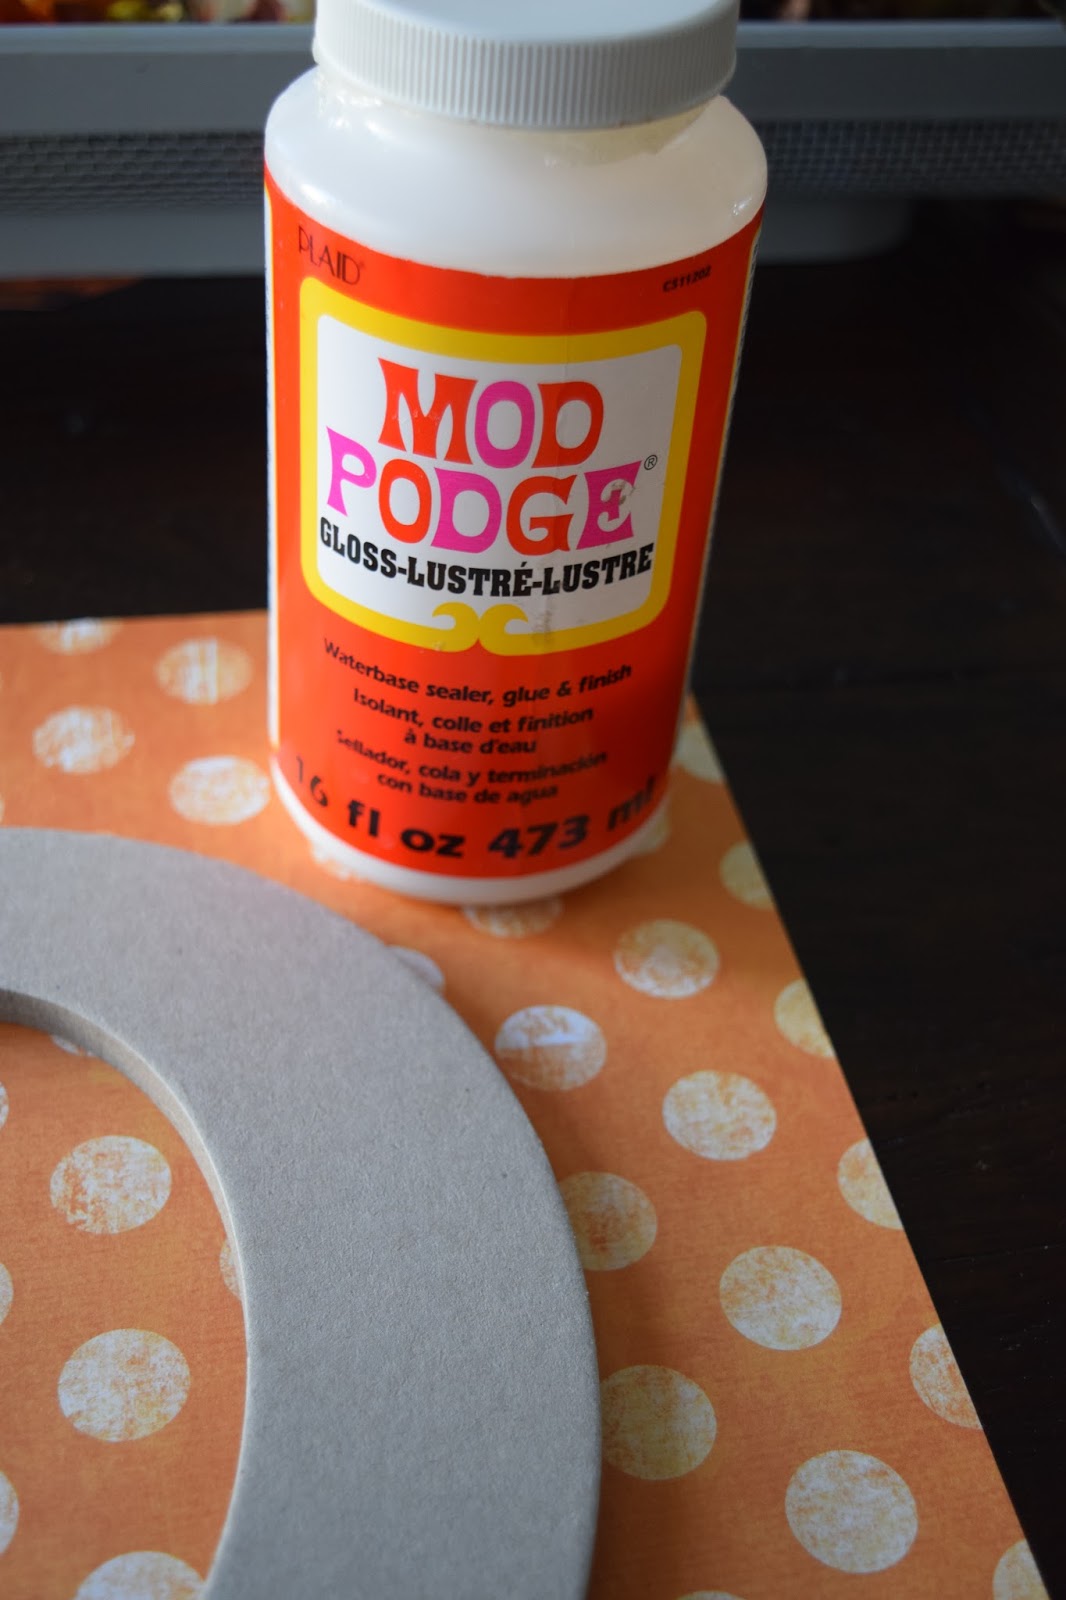 PLAID®
CS11202
MOD
PODGE®
GLOSS-LUSTRÉ-LUSTRE
Waterbase sealer, glue & finish
Isolant, colle et finition
à base d'eau
Sellador, cola y terminación
con base de agua
16 fl oz 473 ml